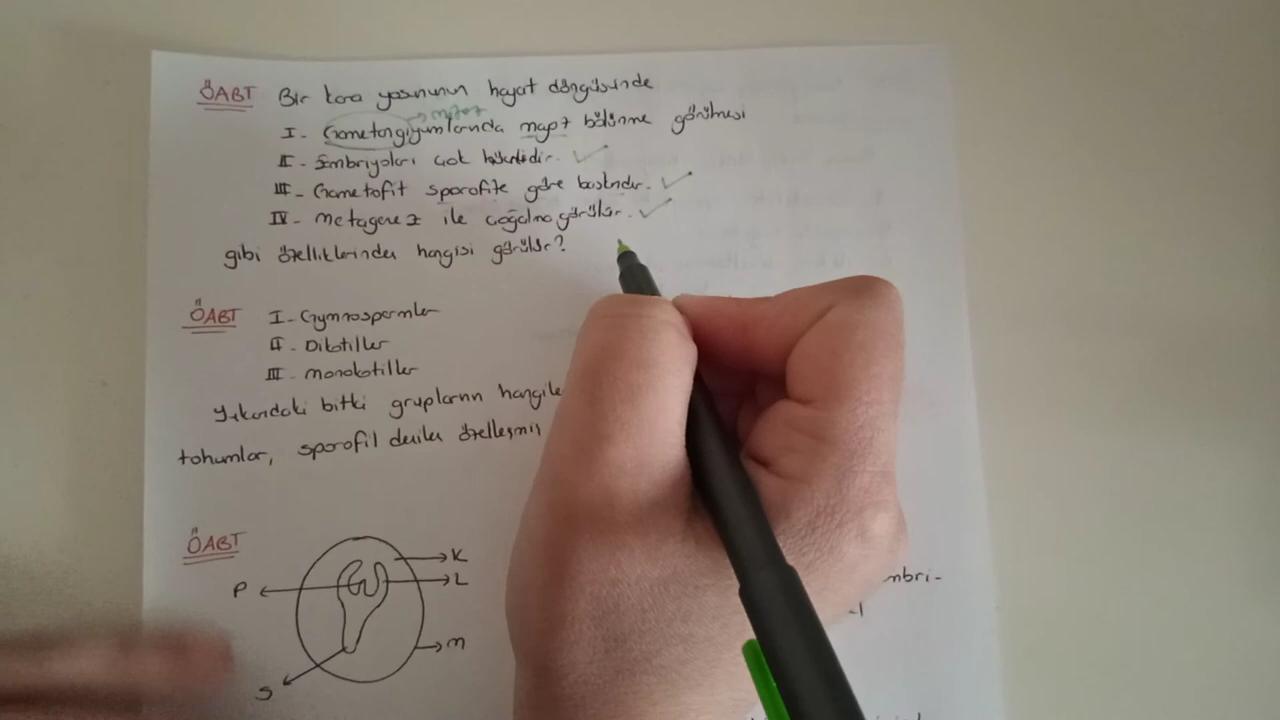 ÖABT Bir kara yosununun hayat döngüsünde
→ mitoz
I - Gametangiyumlarında mayoz bölünme görülmesi
II - Embriyoları çok hücrelidir.
III - Gametofit sporofite göre baskındır.
IV - metagenez ile çoğalma görülür.
gibi özelliklerinden hangisi görülür?
ÖABT I - Gymnospermler
II - Dikotiller
III - monokotiller
Yukarıdaki bitki gruplarının hangile
tohumlar, sporofil denilen özelleşmiş
ÖABT
K
P
L
mbri-
m
S